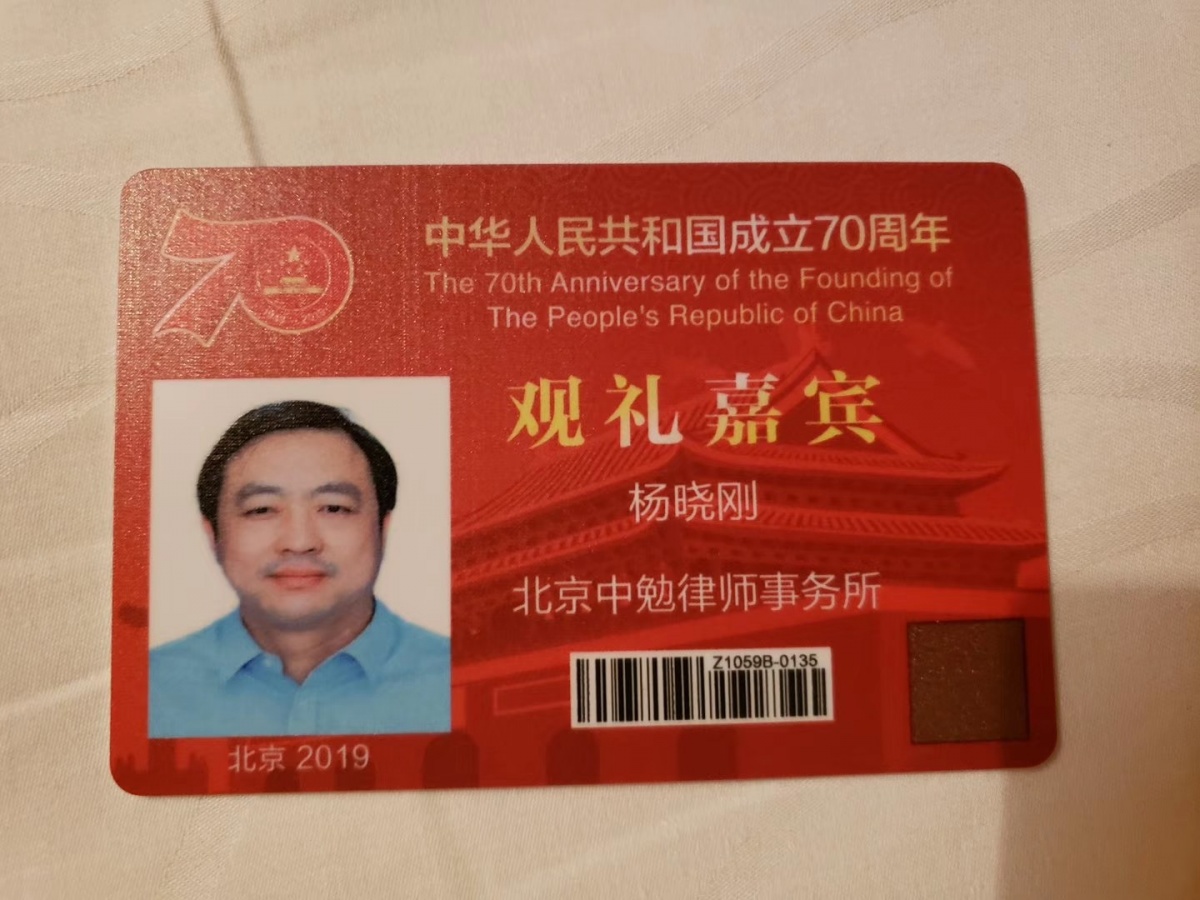 中华人民共和国成立70周年
The 70th Anniversary of the Founding of
The People's Republic of China
观礼嘉宾
杨晓刚
北京中勉律师事务所
Z1059B-0135
北京 2019
70